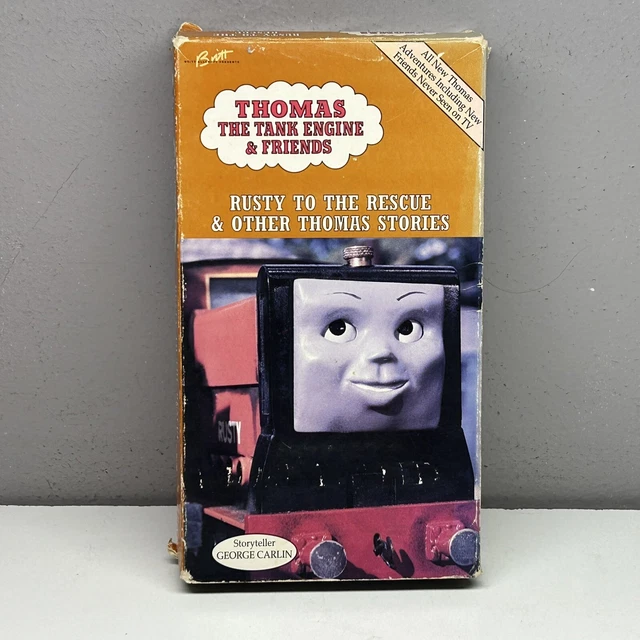 Britt
All New Thomas
Adventures Including New
Friends Never Seen on TV
THOMAS
THE TANK ENGINE
& FRIENDS
RUSTY TO THE RESCUE
& OTHER THOMAS STORIES
RUSTY
Storyteller
GEORGE CARLIN